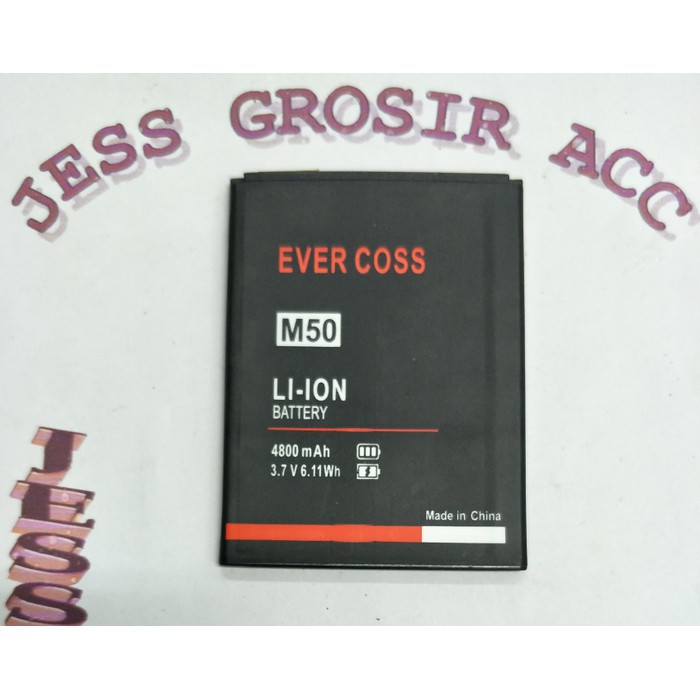 JESS GROSIR ACC
EVER COSS
M50
LI-ION
BATTERY
4800 mAh
3.7 V 6.11Wh
Made in China
JESS